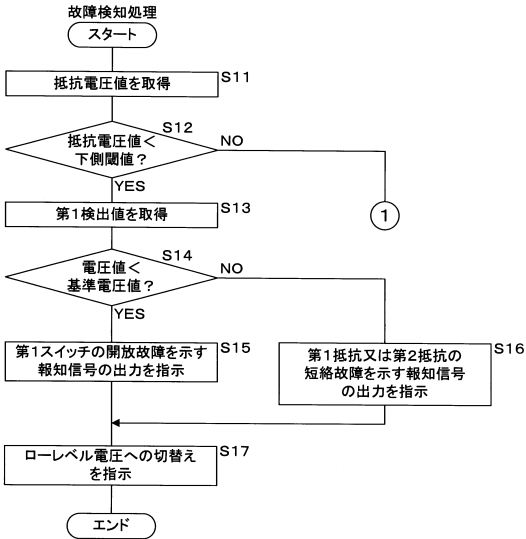 故障検知処理
スタート
抵抗電圧値を取得
S11
抵抗電圧値<
下側閾値?
S12
NO
YES
1
第1検出値を取得
S13
電圧値<
基準電圧値?
S14
NO
YES
第1スイッチの開放故障を示す
報知信号の出力を指示
S15
第1抵抗又は第2抵抗の
短絡故障を示す報知信号
の出力を指示
S16
ローレベル電圧への切替え
を指示
S17
エンド